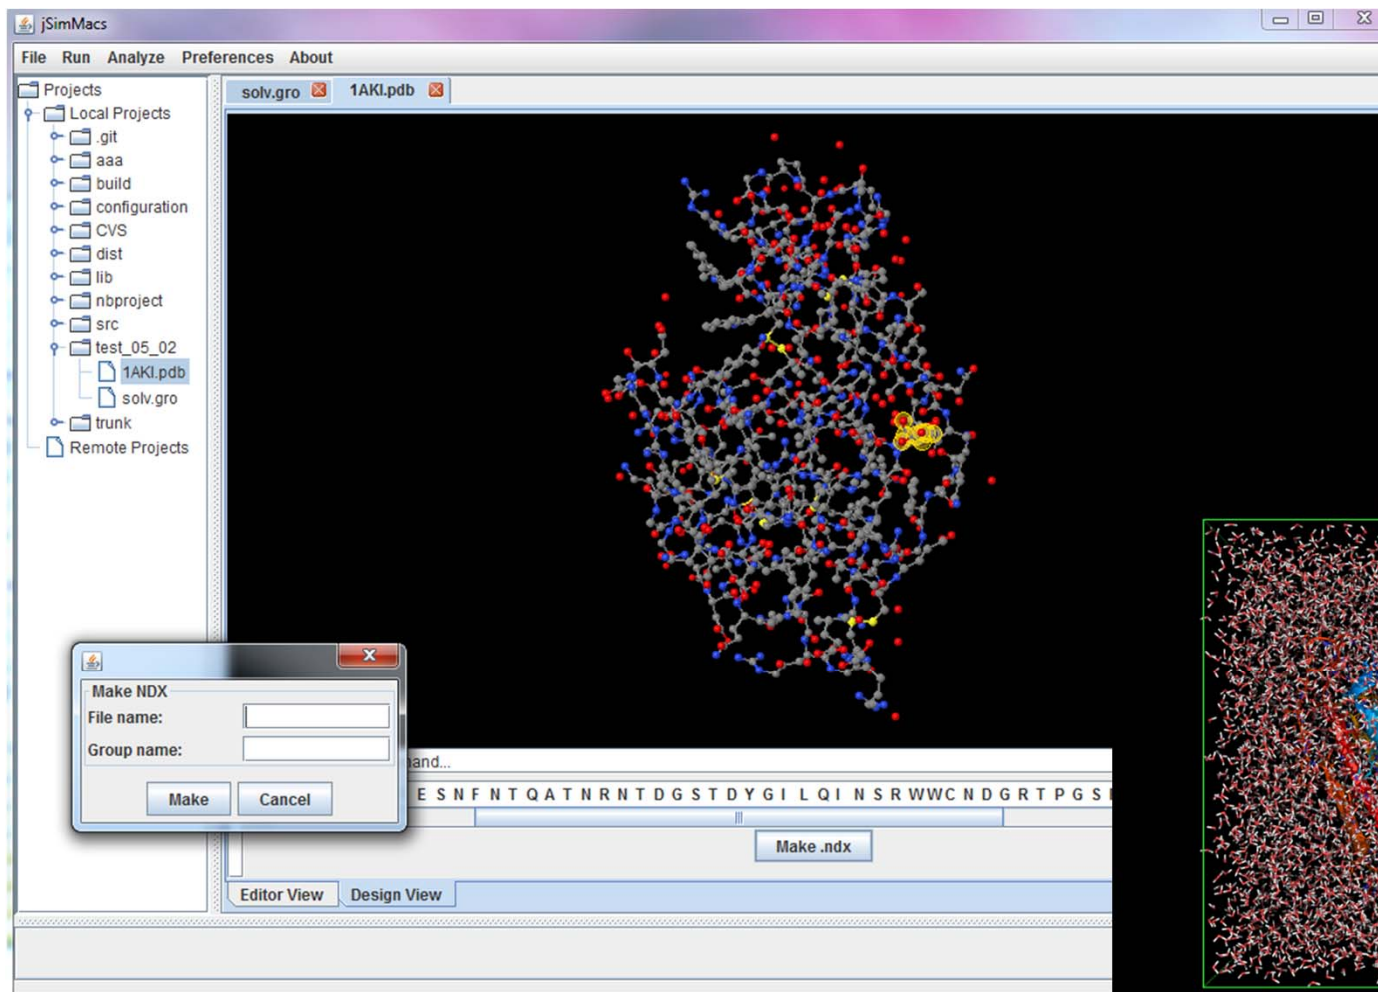 jSimMacs
File Run Analyze Preferences About
Projects
Local Projects
.git
aaa
build
configuration
CVS
dist
lib
nbproject
src
test_05_02
1AKI.pdb
solv.gro
trunk
Remote Projects
solv.gro 1AKI.pdb
Make NDX
File name:
Group name:
Make Cancel
E S N F N T Q A T N R N T D G S T D Y G I L Q I N S R W W C N D G R T P G S
Make .ndx
Editor View Design View